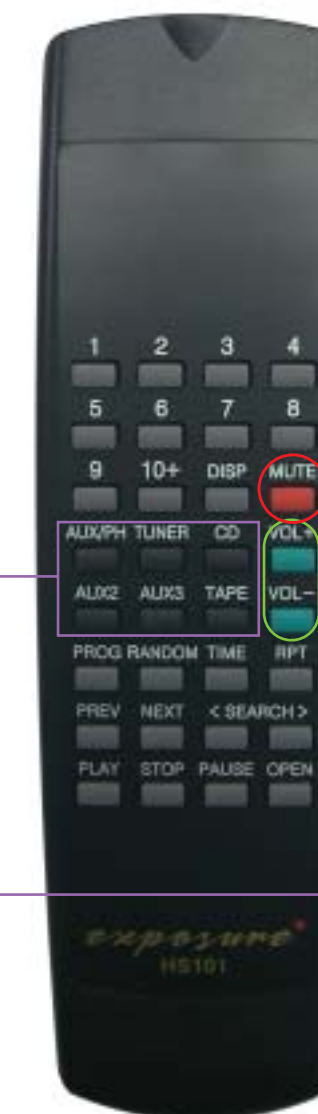 1 2 3 4
5 6 7 8
9 10+ DISP MUTE
AUX/PH TUNER CD VOL+
AUX2 AUX3 TAPE VOL-
PROG RANDOM TIME RPT
PREV NEXT < SEARCH >
PLAY STOP PAUSE OPEN
exposure
HS101